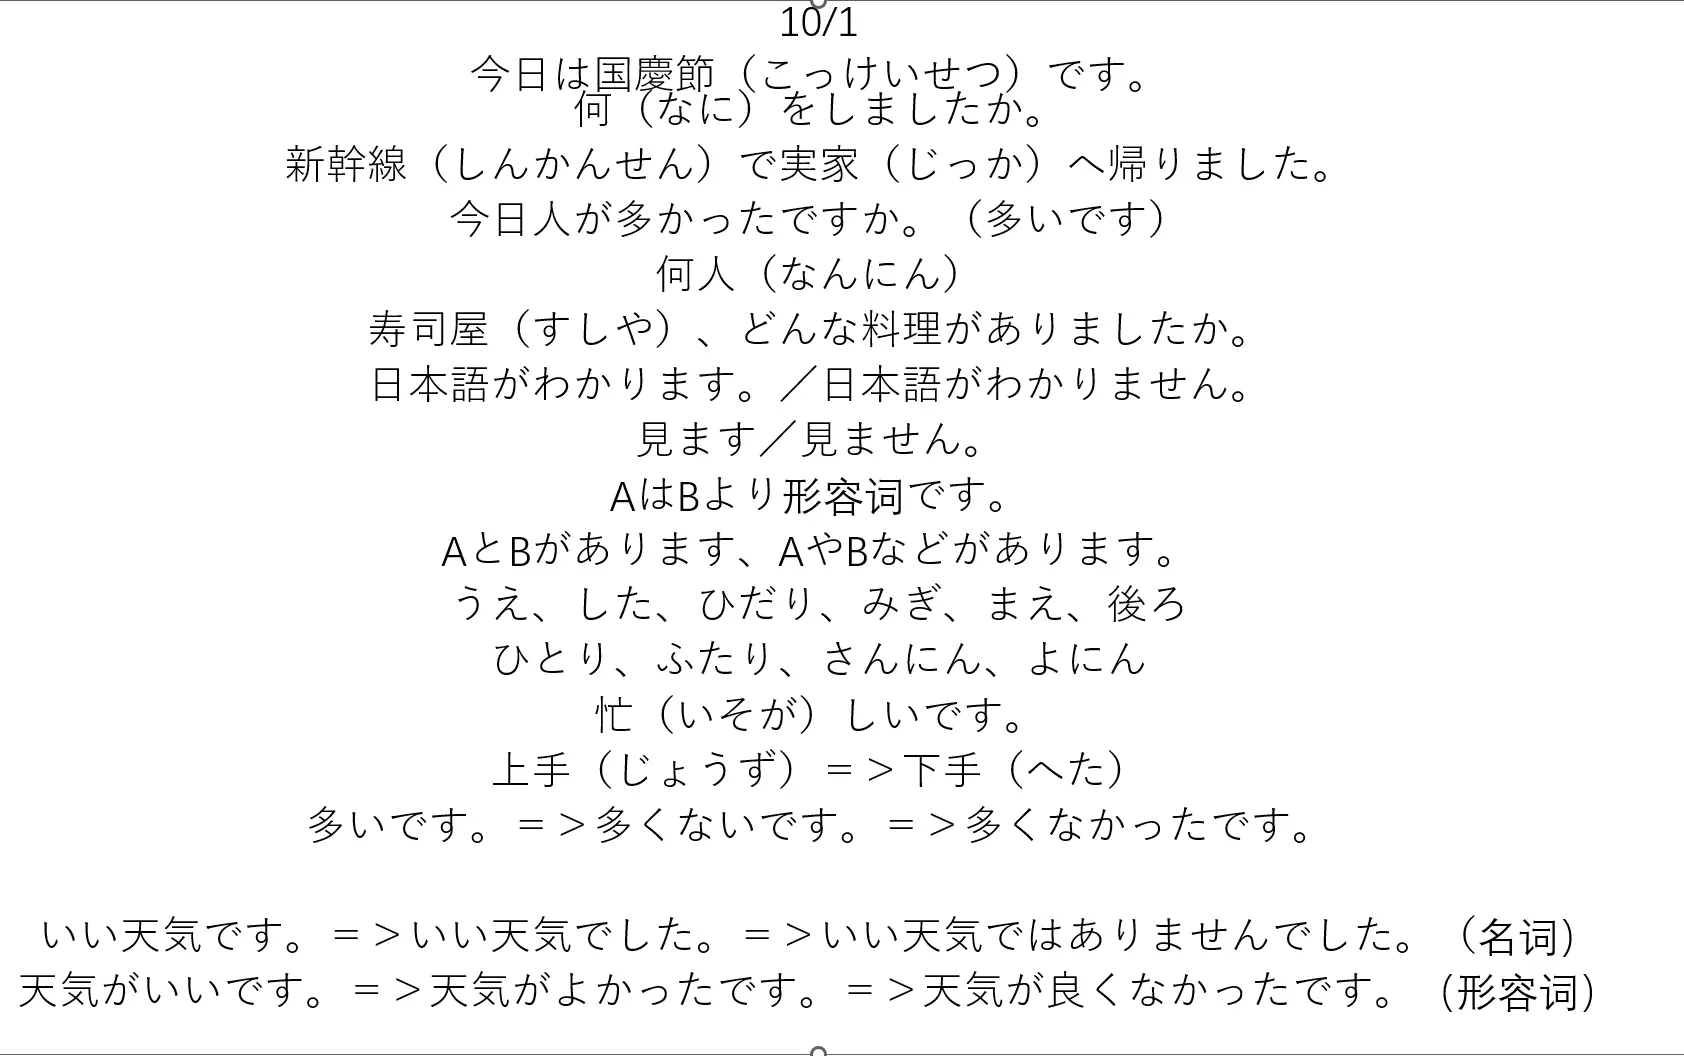 10/1
今日は国慶節（こっけいせつ）です。
何（なに）をしましたか。
新幹線（しんかんせん）で実家（じっか）へ帰りました。
今日人が多かったですか。（多いです）
何人（なんにん）
寿司屋（すしや）、どんな料理がありましたか。
日本語がわかります。／日本語がわかりません。
見ます／見ません。
AはBより形容词です。
AとBがあります、AやBなどがあります。
うえ、した、ひだり、みぎ、まえ、後ろ
ひとり、ふたり、さんにん、よにん
忙（いそが）しいです。
上手（じょうず）＝＞下手（へた）
多いです。＝＞多くないです。＝＞多くなかったです。
いい天気です。＝＞いい天気でした。＝＞いい天気ではありませんでした。（名词）
天気がいいです。＝＞天気がよかったです。＝＞天気が良くなかったです。（形容词）